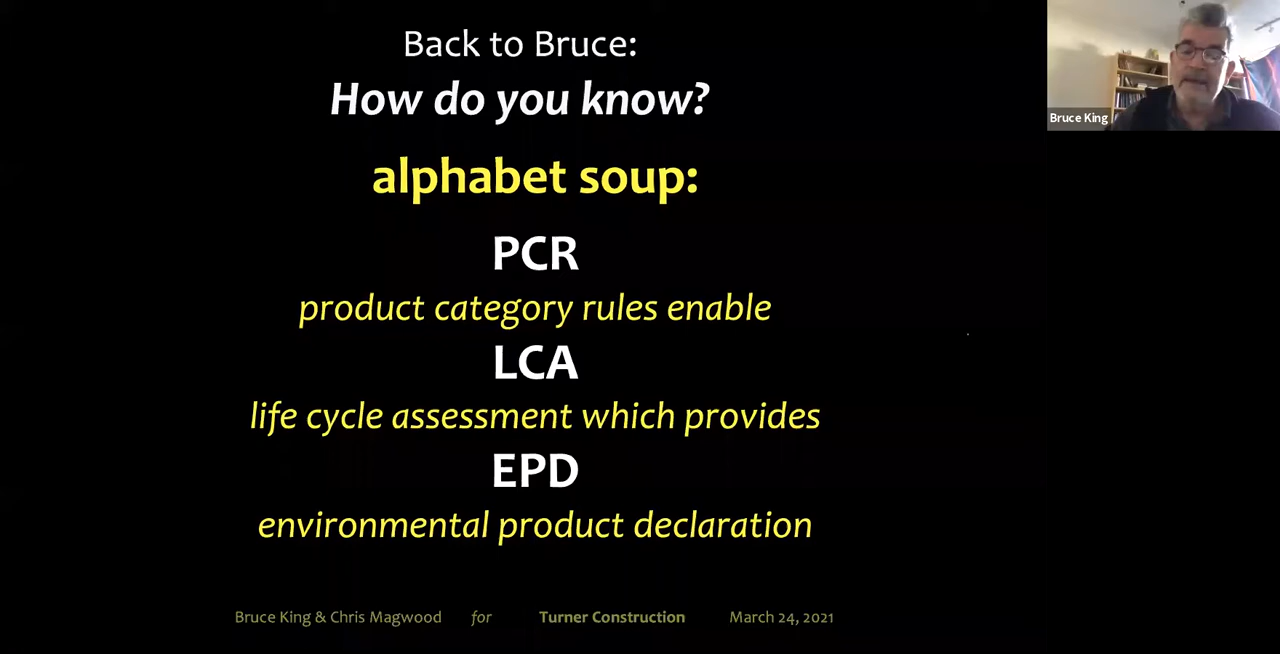 Back to Bruce:
How do you know?
alphabet soup:
PCR
product category rules enable
LCA
life cycle assessment which provides
EPD
environmental product declaration
Bruce King & Chris Magwood for Turner Construction March 24, 2021
Bruce King